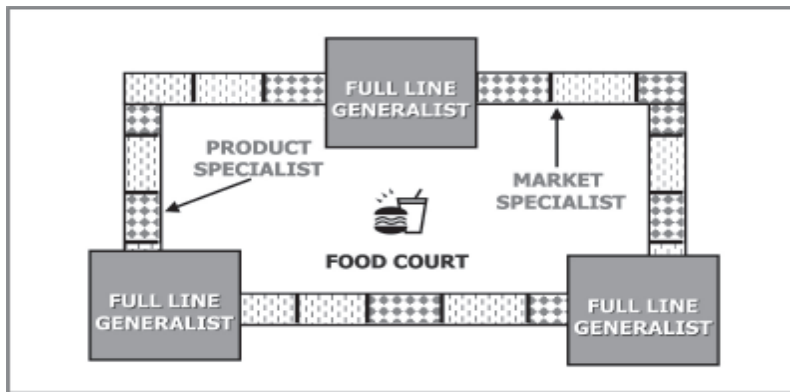 FULL LINE
GENERALIST
PRODUCT
SPECIALIST
MARKET
SPECIALIST
FOOD COURT
FULL LINE
GENERALIST
FULL LINE
GENERALIST